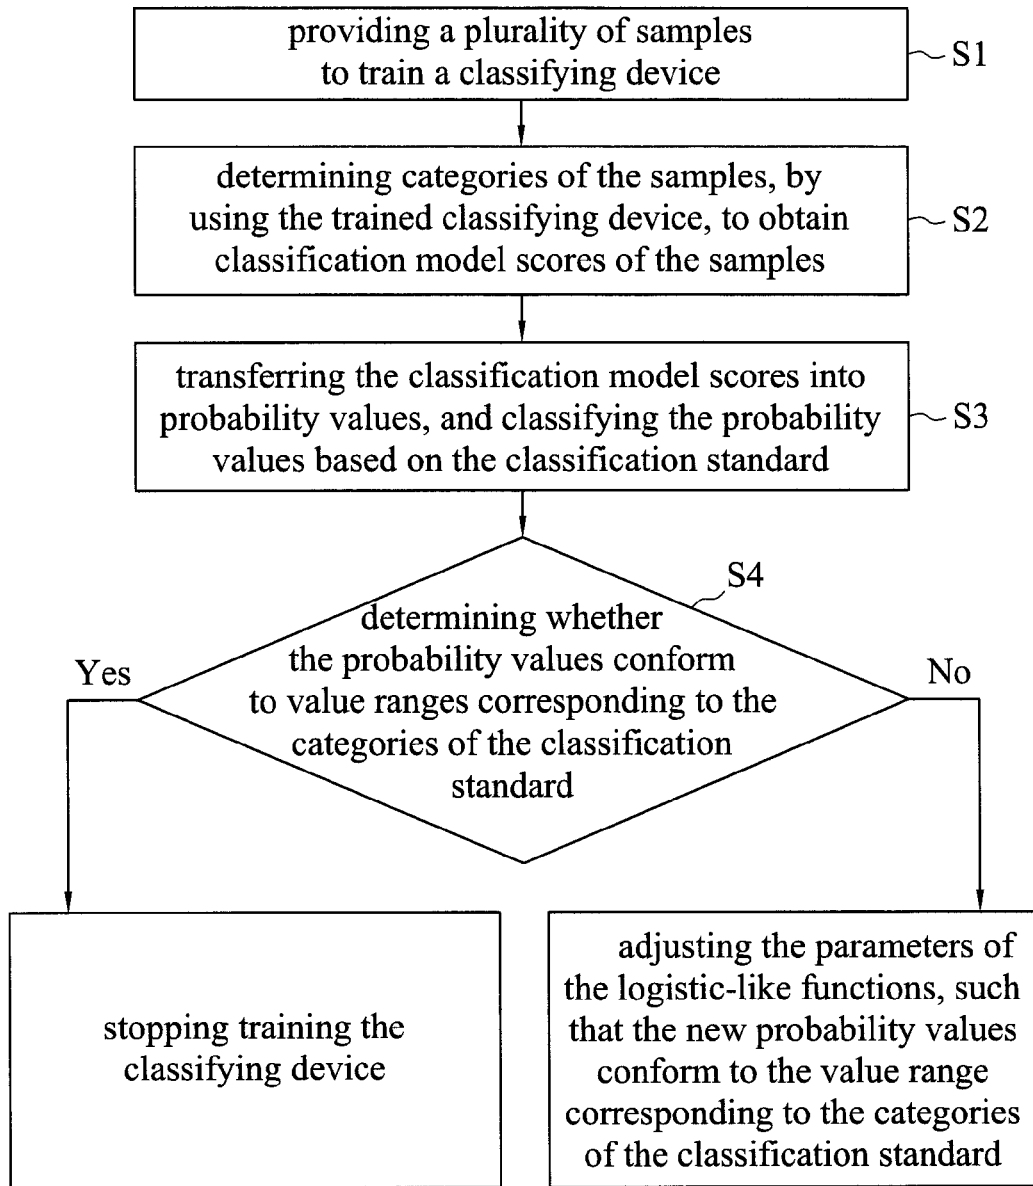 providing a plurality of samples
to train a classifying device
S1
determining categories of the samples, by
using the trained classifying device, to obtain
classification model scores of the samples
S2
transferring the classification model scores into
probability values, and classifying the probability
values based on the classification standard
S3
S4
determining whether
the probability values conform
to value ranges corresponding to the
categories of the classification
standard
Yes
No
stopping training the
classifying device
adjusting the parameters of
the logistic-like functions, such
that the new probability values
conform to the value range
corresponding to the categories
of the classification standard